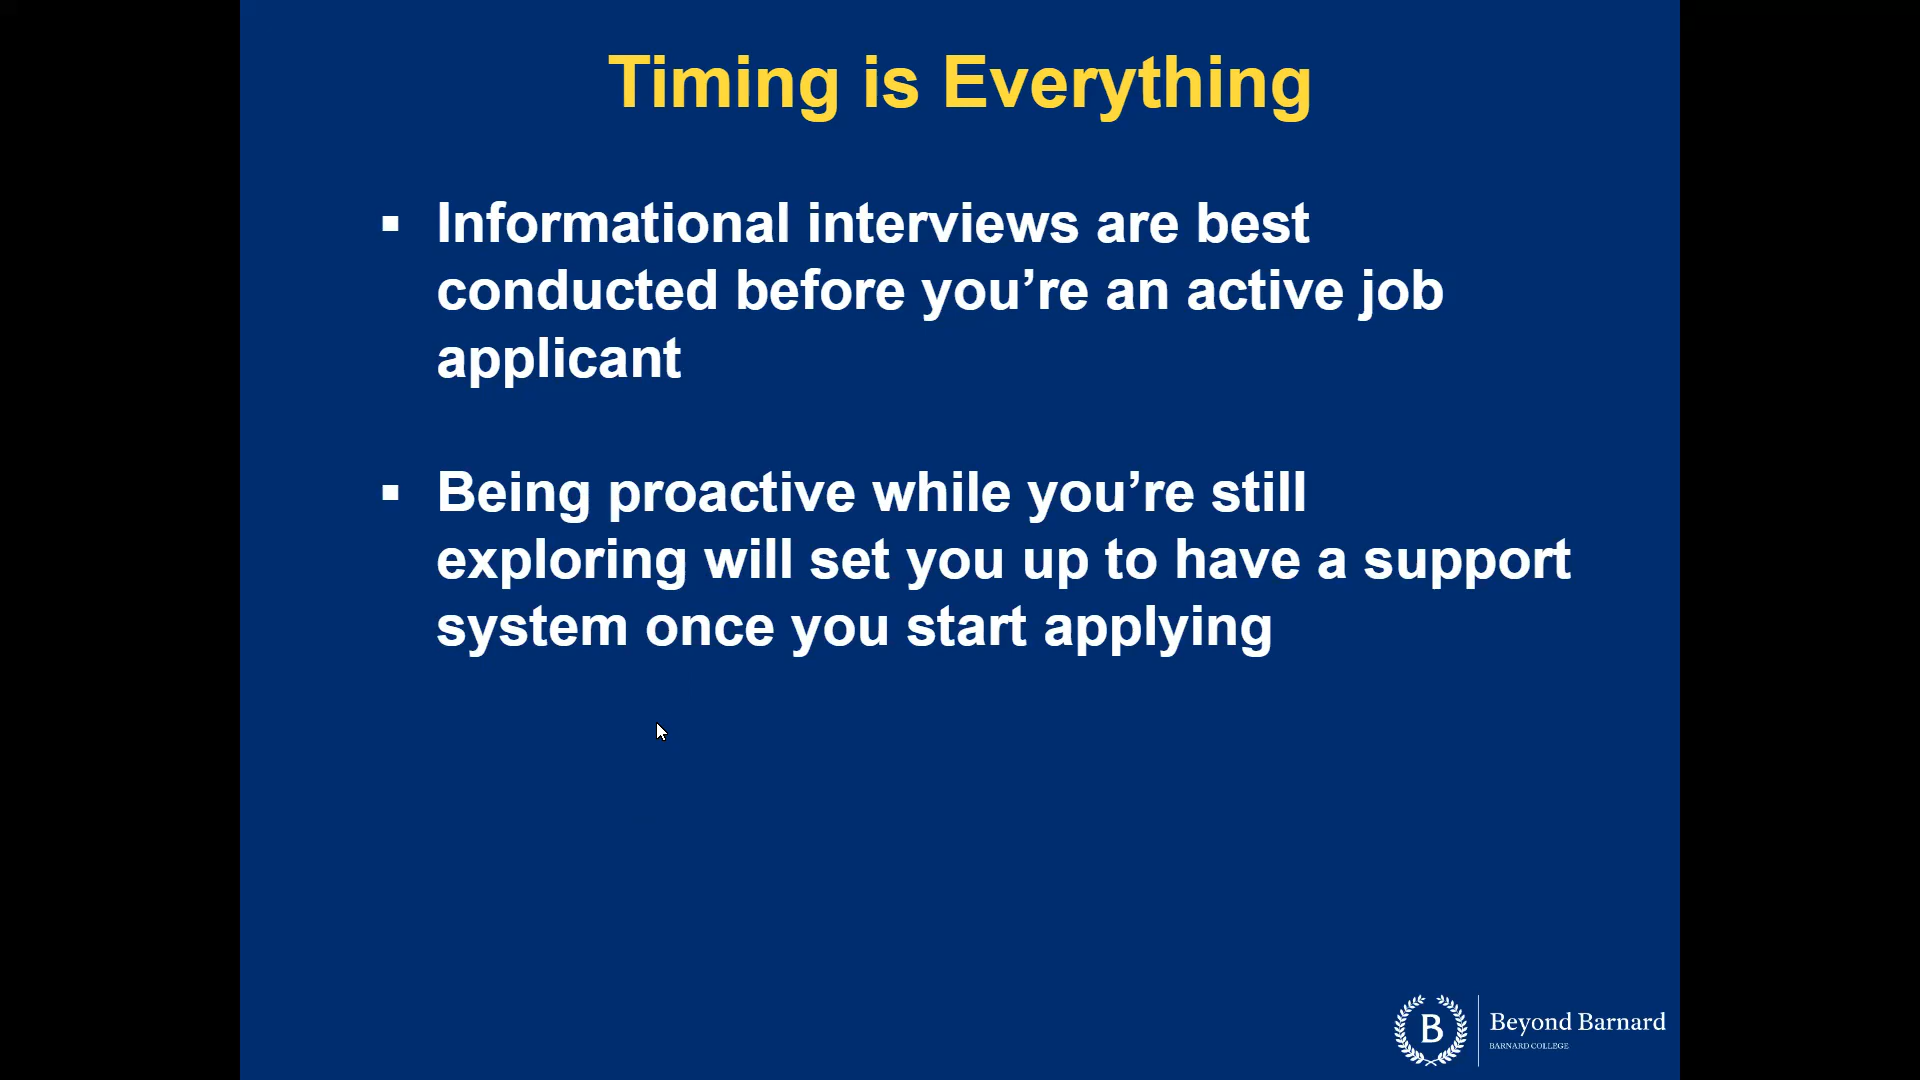 Timing is Everything
▪ Informational interviews are best
conducted before you’re an active job
applicant
▪ Being proactive while you’re still
exploring will set you up to have a support
system once you start applying
B
Beyond Barnard
BARNARD COLLEGE